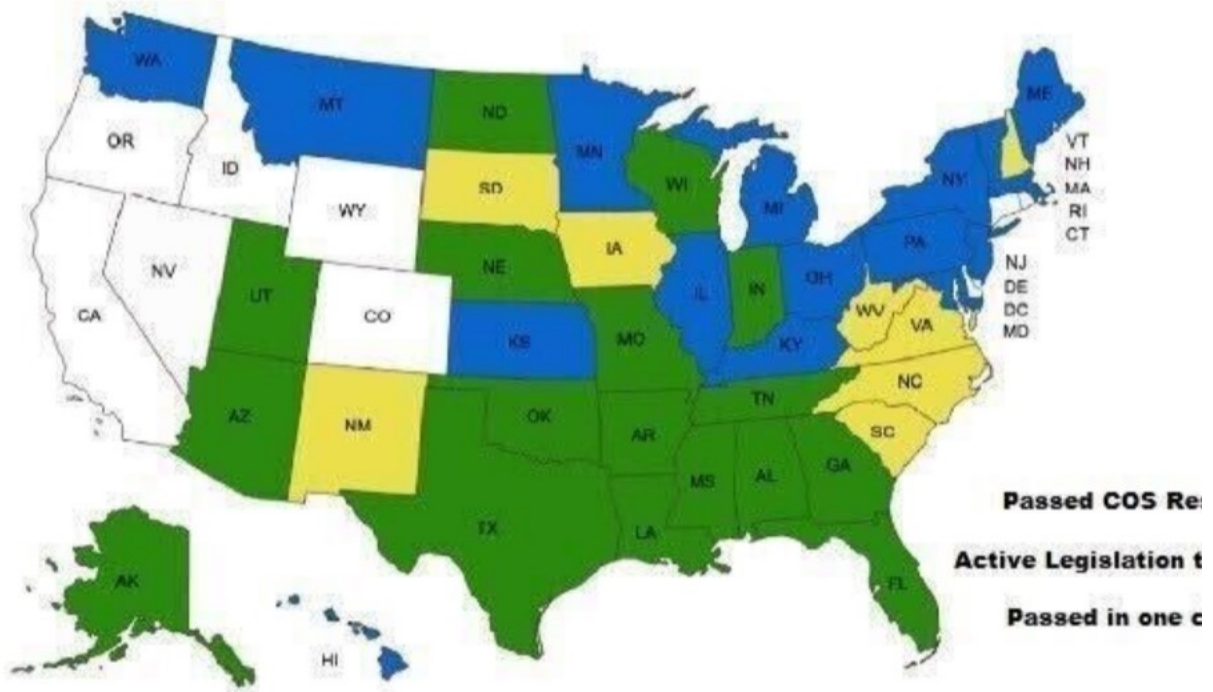 WA
MT
ND
MN
ME
OR
ID
SD
WI
NY
VT
NH
MA
RI
CT
WY
MI
IA
PA
NV
NE
UT
IL
IN
OH
NJ
DE
DC
MD
CA
CO
KS
MO
WV
VA
KY
AZ
NM
OK
AR
TN
NC
SC
MS
AL
GA
Passed COS Res
TX
LA
Active Legislation t
AK
FL
Passed in one c
HI